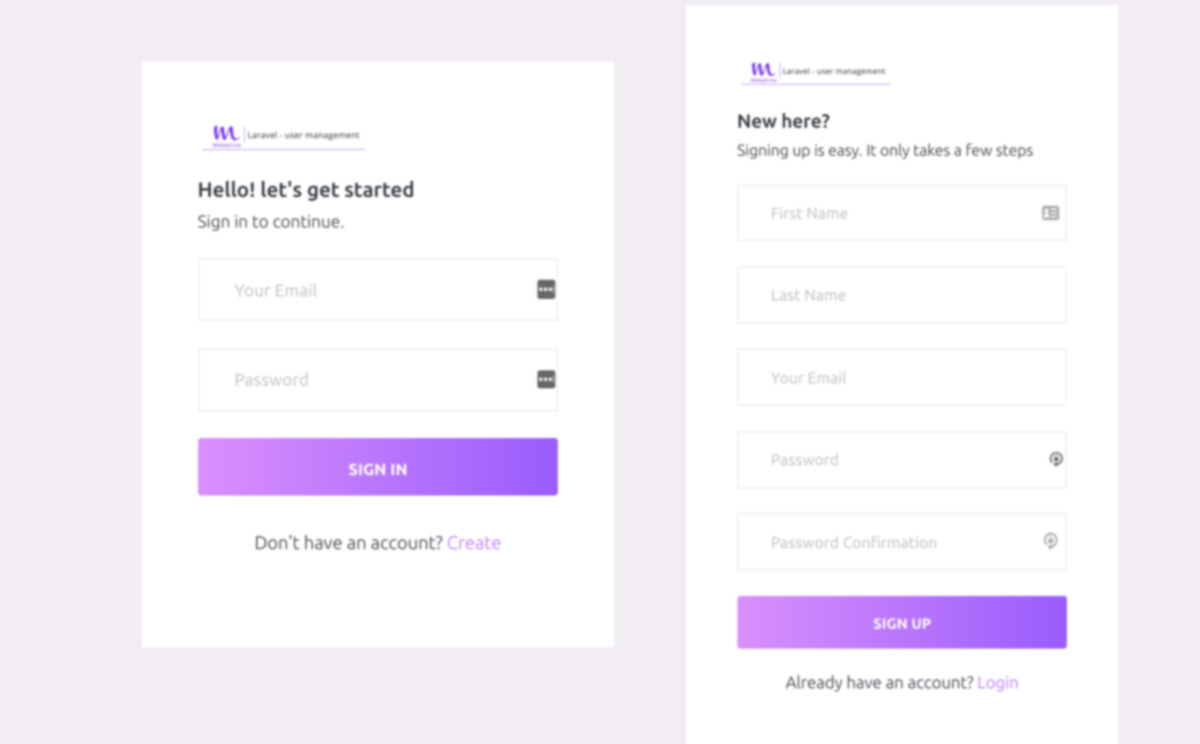 Laravel - user management
Hello! let's get started
Sign in to continue.
Your Email
Password
SIGN IN
Don't have an account? Create
Laravel - user management
New here?
Signing up is easy. It only takes a few steps
First Name
Last Name
Your Email
Password
Password Confirmation
SIGN UP
Already have an account? Login